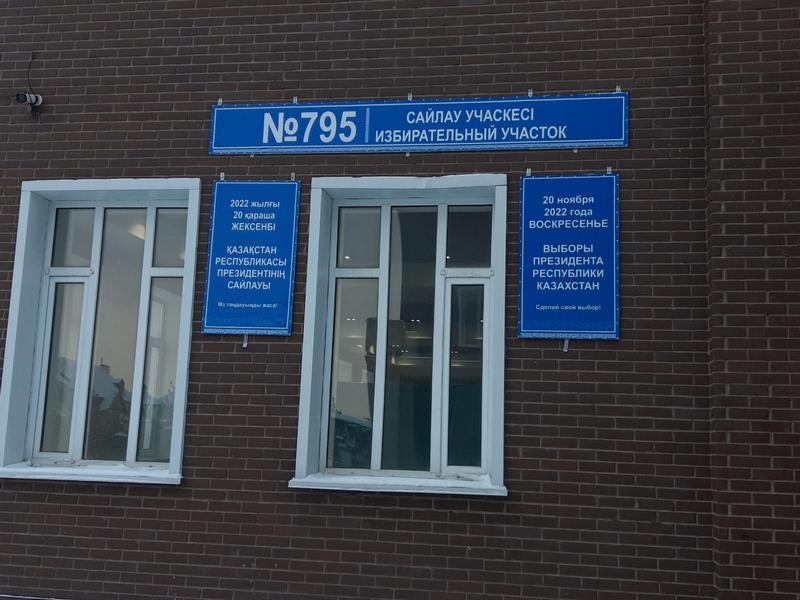 №795
САЙЛАУ УЧАСКЕСІ
ИЗБИРАТЕЛЬНЫЙ УЧАСТОК
2022 жылғы
20 қараша
ЖЕКСЕНБІ
ҚАЗАҚСТАН
РЕСПУБЛИКАСЫ
ПРЕЗИДЕНТІНІҢ
САЙЛАУЫ
Өз таңдауыңды жаса!
20 ноября
2022 года
ВОСКРЕСЕНЬЕ
ВЫБОРЫ
ПРЕЗИДЕНТА
РЕСПУБЛИКИ
КАЗАХСТАН
Сделай свой выбор!